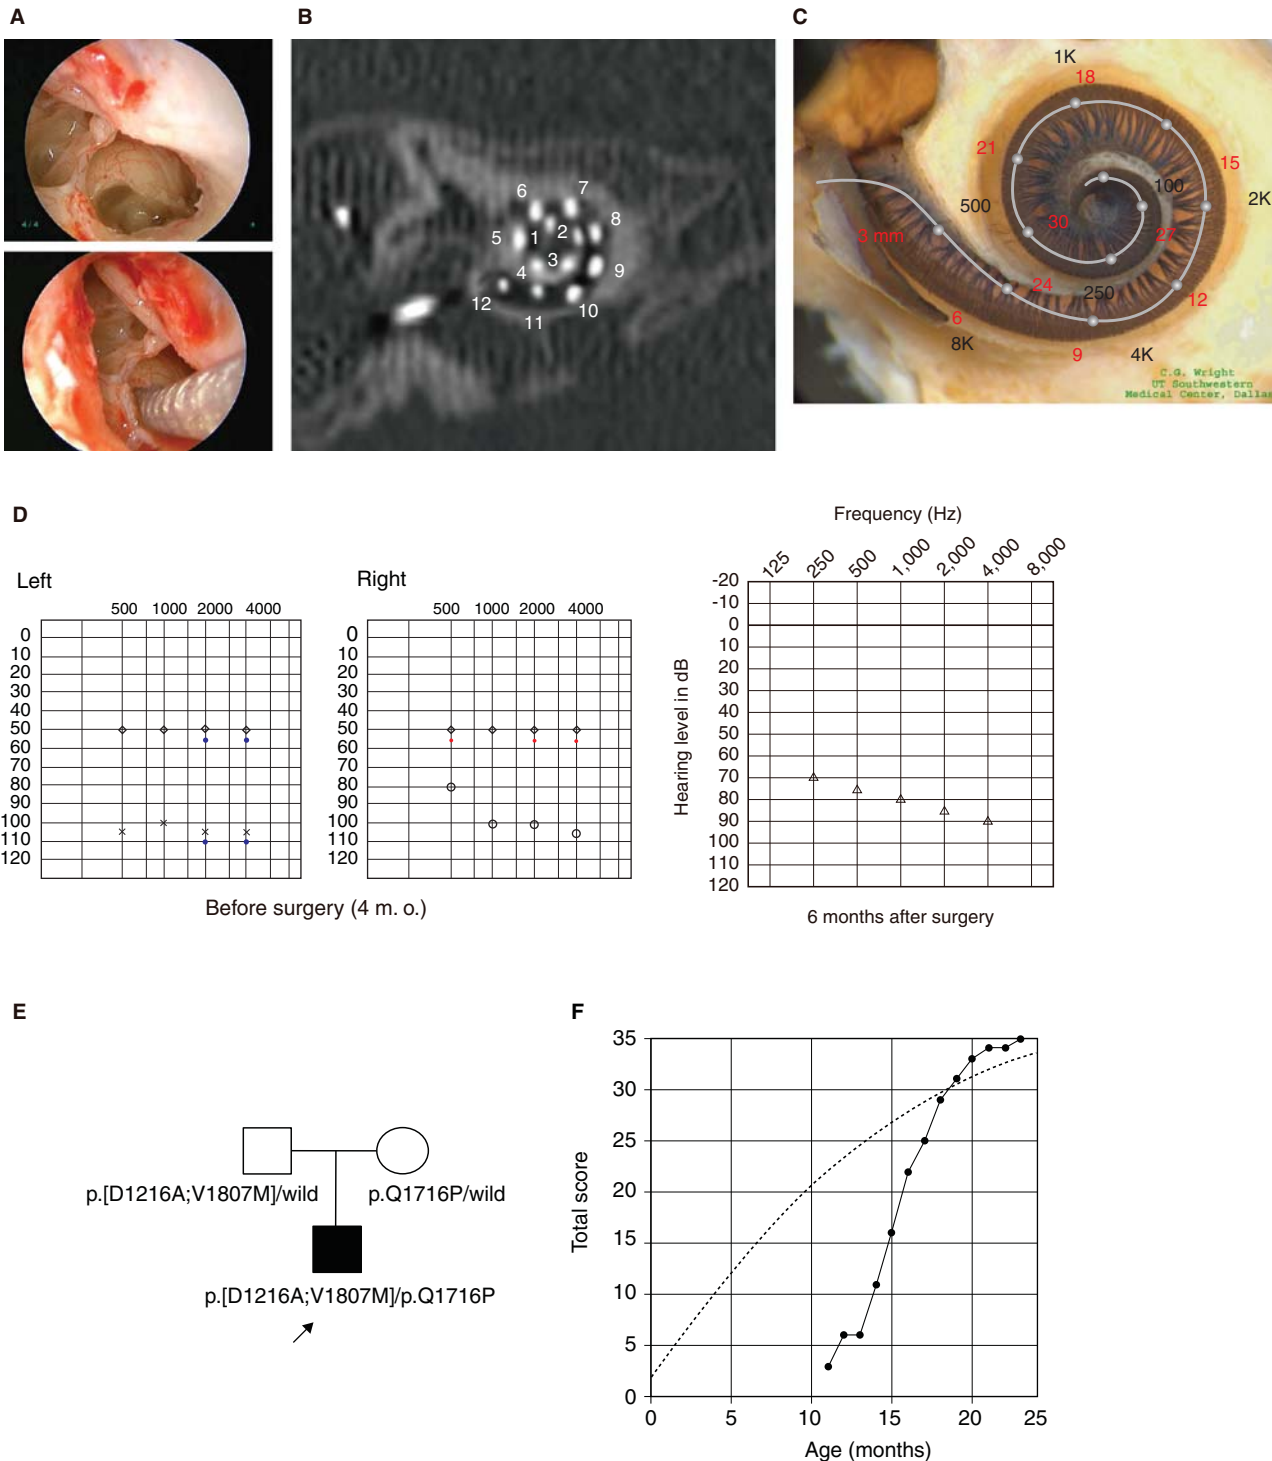 A
B
C
4/4
6
7
8
5
1
2
4
3
9
12
11
10
1K
18
21
15
100
2K
500
30
3 mm
27
24
250
12
6
8K
9
4K
C.G. Wright
UT Southwestern
Medical Center, Dallas
D
Left
500 1000 2000 4000
0
10
20
30
40
50
60
70
80
90
100
110
120
Right
500 1000 2000 4000
0
10
20
30
40
50
60
70
80
90
100
110
120
Before surgery (4 m. o.)
Frequency (Hz)
125 250 500 1,000 2,000 4,000 8,000
Hearing level in dB
-20
-10
0
10
20
30
40
50
60
70
80
90
100
110
120
6 months after surgery
E
p.[D1216A;V1807M]/wild
p.Q1716P/wild
p.[D1216A;V1807M]/p.Q1716P
F
Total score
35
30
25
20
15
10
5
0
0 5 10 15 20 25
Age (months)